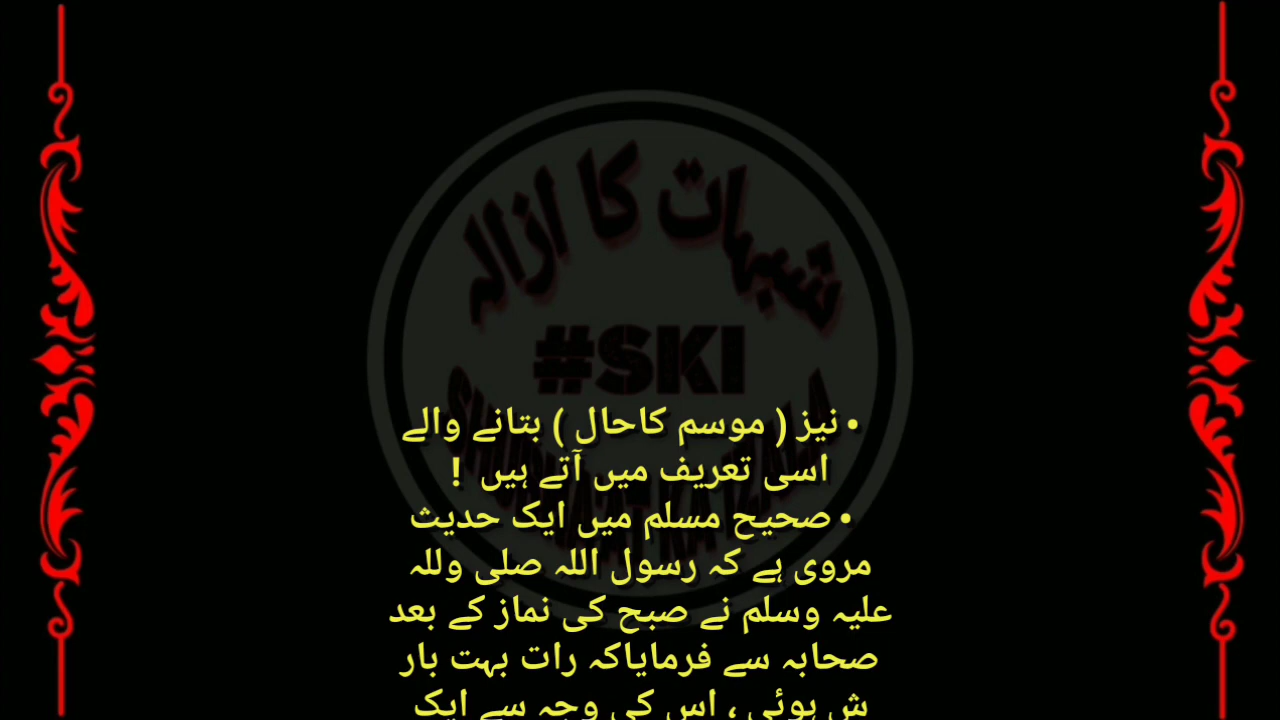 شبہات کا ازالہ
#SKI
• نیز ( موسم کاحال ) بتانے والے
اسی تعریف میں آتے ہیں !
• صحیح مسلم میں ایک حدیث
مروی ہے کہ رسول اللہ صلی وللہ
علیہ وسلم نے صبح کی نماز کے بعد
صحابہ سے فرمایاکہ رات بہت بار
ش ہوئی ، اس کی وجہ سے ایک